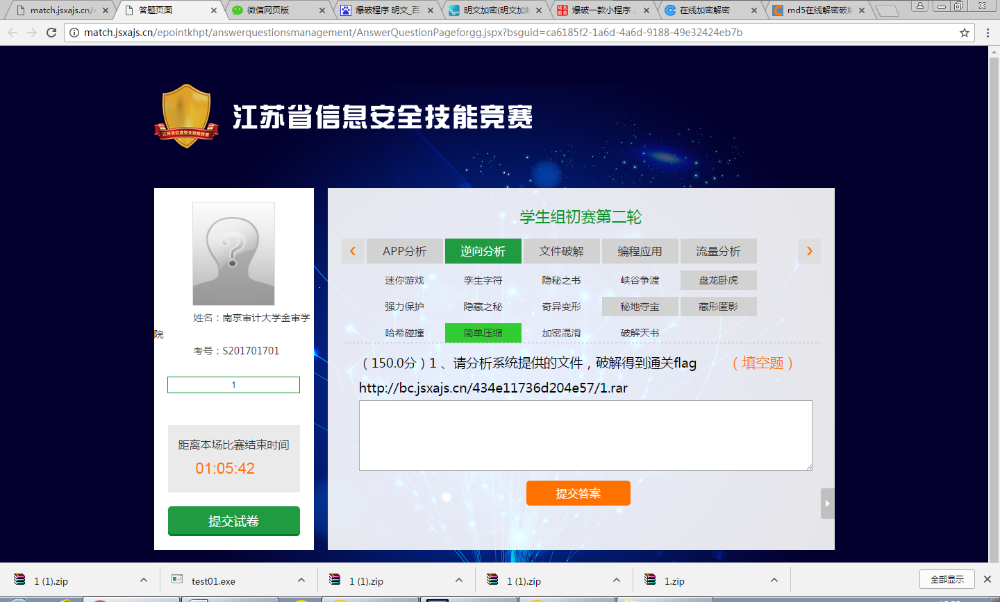 match.jsxajs.cn/e
答题页面
微信网页版
爆破程序 明文_百
明文加密(明文加
爆破一款小程序
在线加密解密
md5在线解密破
match.jsxajs.cn/epointkhpt/answerquestionsmanagement/AnswerQuestionPageforgg.jspx?bsguid=ca6185f2-1a6d-4a6d-9188-49e32424eb7b
江苏省信息安全技能竞赛
江苏省信息安全技能竞赛
姓名：南京审计大学金审学
院
考号：S201701701
1
距离本场比赛结束时间
01:05:42
提交试卷
学生组初赛第二轮
APP分析 逆向分析 文件破解 编程应用 流量分析
迷你游戏 孪生字符 隐秘之书 峡谷争渡 盘龙卧虎
强力保护 隐藏之秘 奇异变形 秘地夺宝 藏形匿影
哈希碰撞 简单压缩 加密混淆 破解天书
（150.0分）1 、请分析系统提供的文件，破解得到通关flag （填空题）
http://bc.jsxajs.cn/434e11736d204e57/1.rar
提交答案
1 (1).zip
test01.exe
1 (1).zip
1 (1).zip
1.zip
全部显示